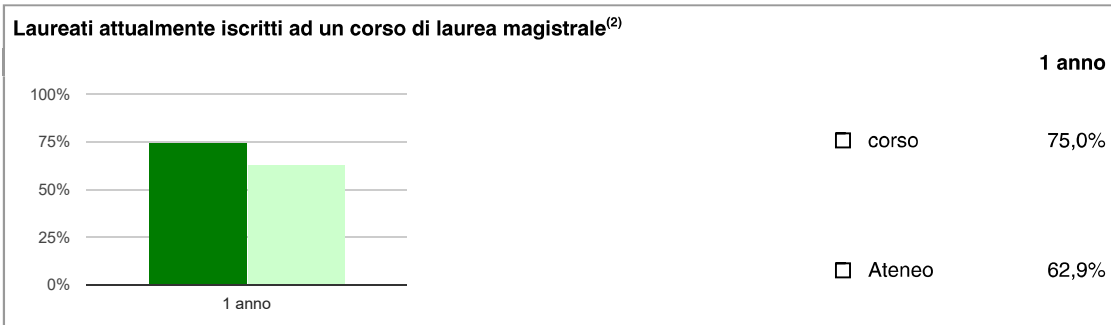 Laureati attualmente iscritti ad un corso di laurea magistrale(2)
1 anno
100%
75%
50%
25%
0%
1 anno
corso 75,0%
Ateneo 62,9%